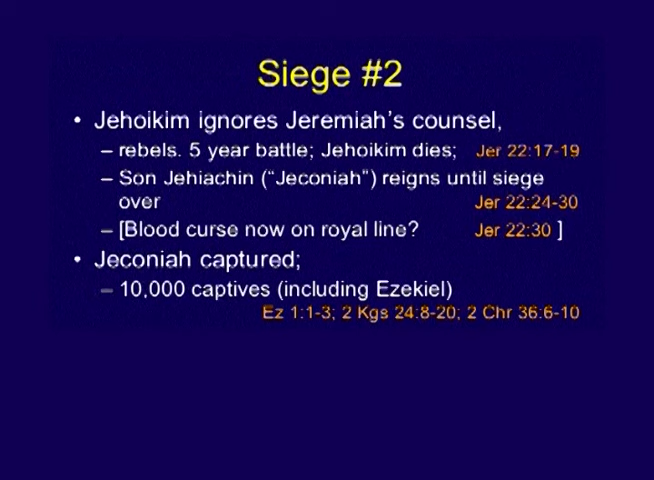 Siege #2
• Jehoikim ignores Jeremiah's counsel,
– rebels. 5 year battle; Jehoikim dies; Jer 22:17-19
– Son Jehiachin ("Jeconiah") reigns until siege
over Jer 22:24-30
– [Blood curse now on royal line? Jer 22:30 ]
• Jeconiah captured;
– 10,000 captives (including Ezekiel)
Ez 1:1-3; 2 Kgs 24:8-20; 2 Chr 36:6-10